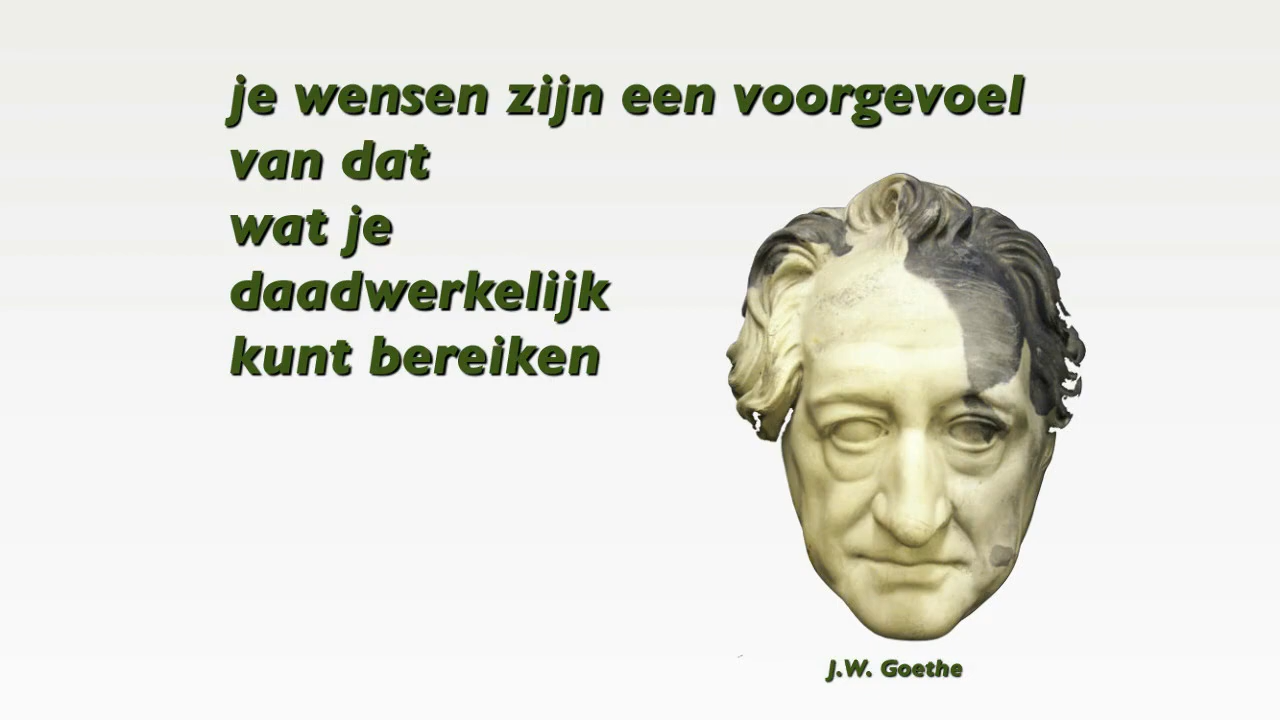 je wensen zijn een voorgevoel
van dat
wat je
daadwerkelijk
kunt bereiken
J.W. Goethe